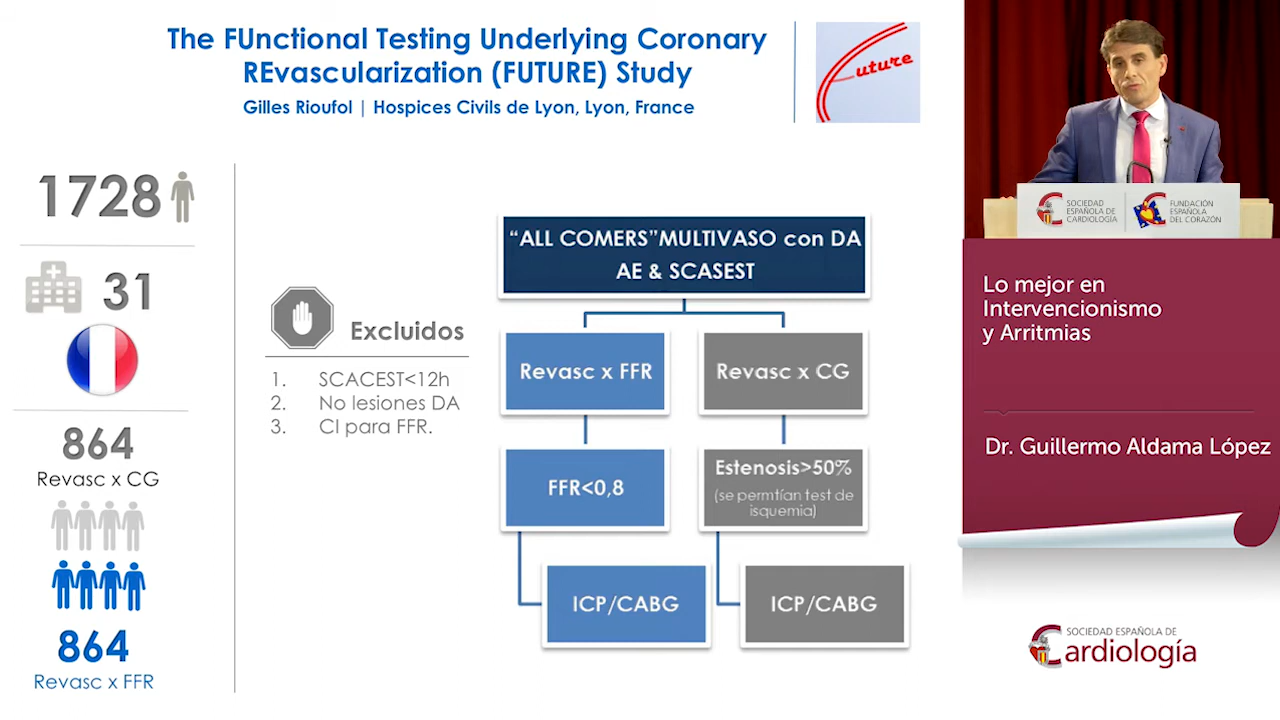 The FUnctional Testing Underlying Coronary
REvascularization (FUTURE) Study
Gilles Rioufol | Hospices Civils de Lyon, Lyon, France
uture
1728
31
864
Revasc x CG
864
Revasc x FFR
Excluidos
1. SCACEST<12h
2. No lesiones DA
3. CI para FFR.
“ALL COMERS”MULTIVASO con DA
AE & SCASEST
Revasc x FFR
Revasc x CG
FFR<0,8
Estenosis>50%
(se permtían test de
isquemia)
ICP/CABG
ICP/CABG
SOCIEDAD
ESPAÑOLA DE
CARDIOLOGÍA
FUNDACIÓN
ESPAÑOLA
DEL CORAZÓN
Lo mejor en
Intervencionismo
y Arritmias
Dr. Guillermo Aldama López
SOCIEDAD ESPAÑOLA DE
Cardiología